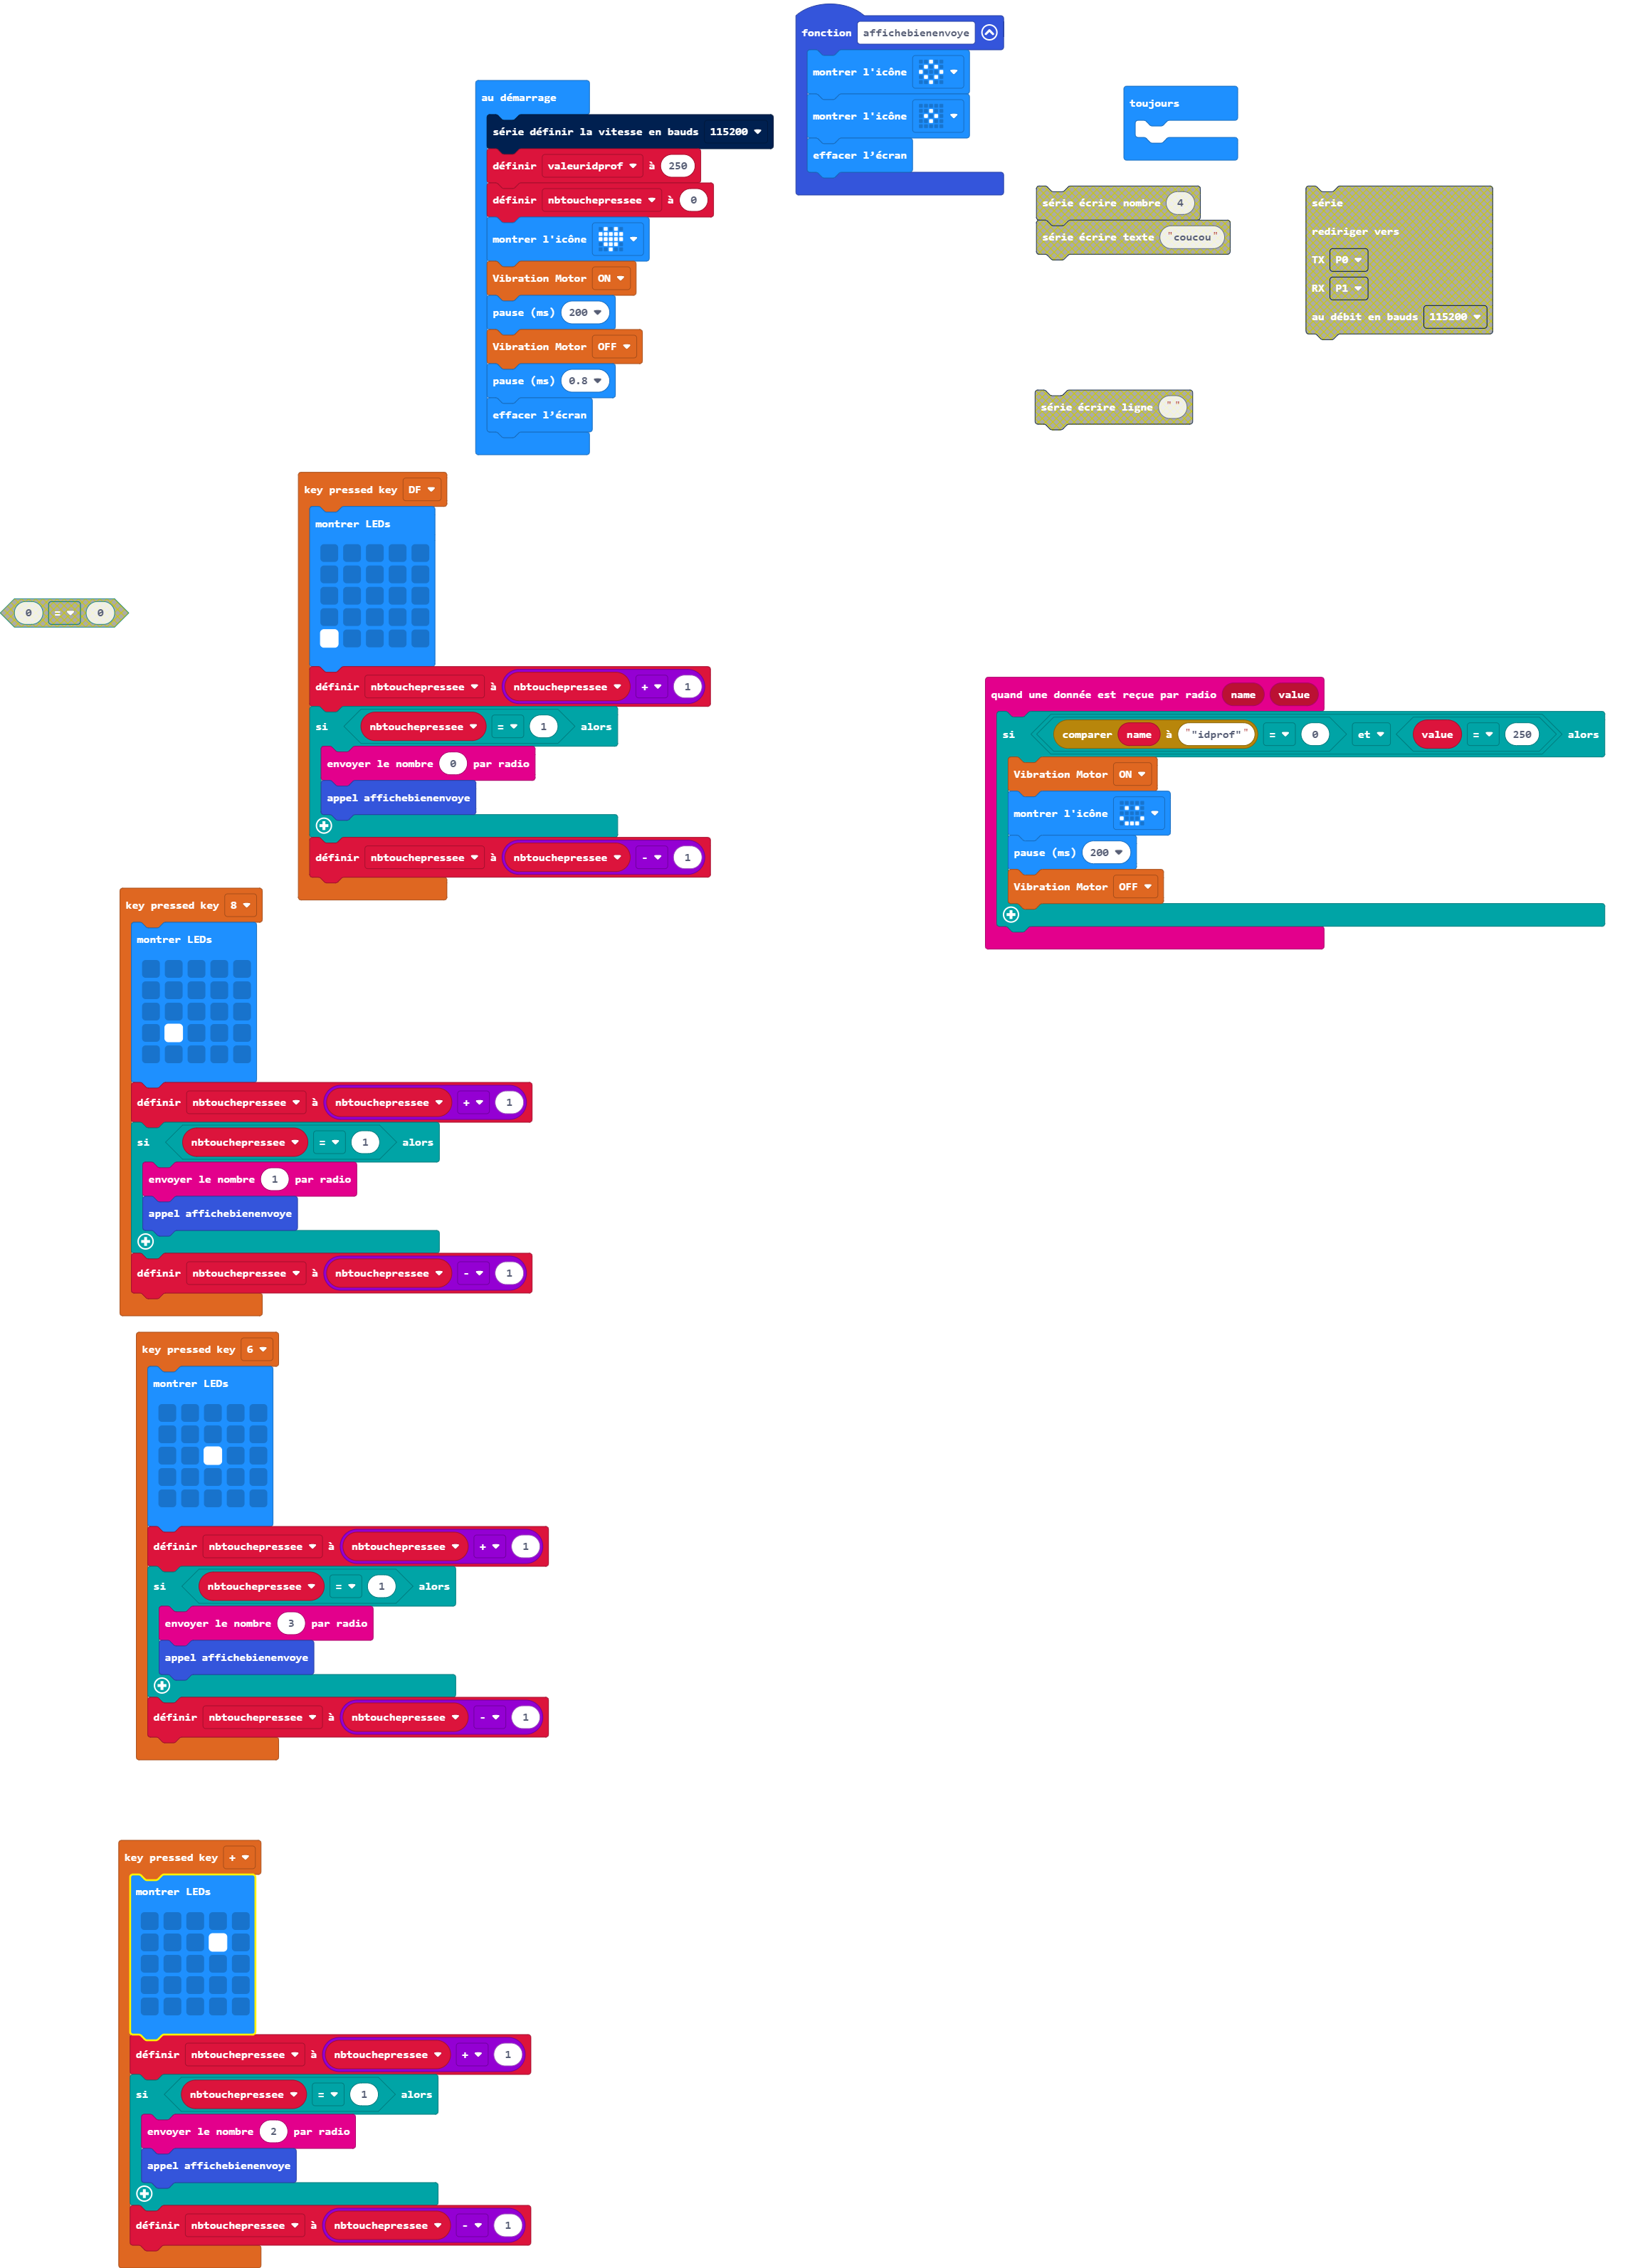 fonction affichebienenvoye
montrer l'icône
montrer l'icône
effacer l’écran
au démarrage
série définir la vitesse en bauds 115200
définir valeuridprof à 250
définir nbtouchepressee à 0
montrer l'icône
Vibration Motor ON
pause (ms) 200
Vibration Motor OFF
pause (ms) 0.8
effacer l’écran
toujours
série écrire nombre 4
série écrire texte "coucou"
série
rediriger vers
TX P0
RX P1
au débit en bauds 115200
série écrire ligne " "
key pressed key DF
montrer LEDs
définir nbtouchepressee à nbtouchepressee + 1
si nbtouchepressee = 1 alors
envoyer le nombre 0 par radio
appel affichebienenvoye
définir nbtouchepressee à nbtouchepressee - 1
0 = 0
quand une donnée est reçue par radio name value
si comparer name à ""idprof"" = 0 et value = 250 alors
Vibration Motor ON
montrer l'icône
pause (ms) 200
Vibration Motor OFF
key pressed key 8
montrer LEDs
définir nbtouchepressee à nbtouchepressee + 1
si nbtouchepressee = 1 alors
envoyer le nombre 1 par radio
appel affichebienenvoye
définir nbtouchepressee à nbtouchepressee - 1
key pressed key 6
montrer LEDs
définir nbtouchepressee à nbtouchepressee + 1
si nbtouchepressee = 1 alors
envoyer le nombre 3 par radio
appel affichebienenvoye
définir nbtouchepressee à nbtouchepressee - 1
key pressed key +
montrer LEDs
définir nbtouchepressee à nbtouchepressee + 1
si nbtouchepressee = 1 alors
envoyer le nombre 2 par radio
appel affichebienenvoye
définir nbtouchepressee à nbtouchepressee - 1